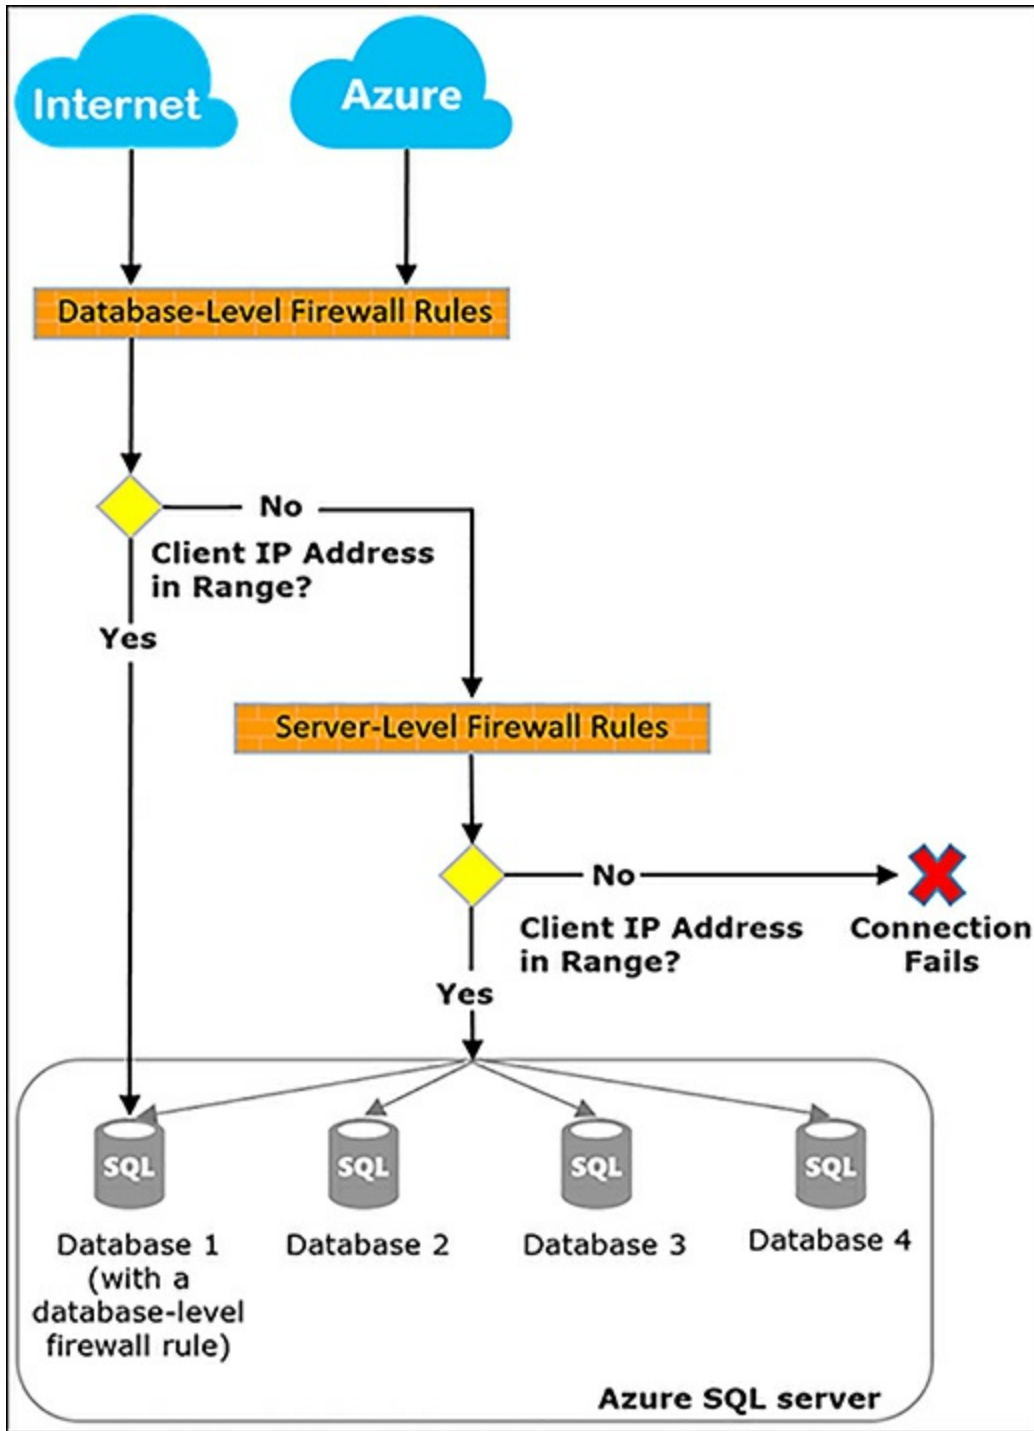 Internet
Azure
Database-Level Firewall Rules
No
Client IP Address
in Range?
Yes
Server-Level Firewall Rules
No
Client IP Address
in Range?
Connection
Fails
Yes
SQL
SQL
SQL
SQL
Database 1
(with a
database-level
firewall rule)
Database 2
Database 3
Database 4
Azure SQL server